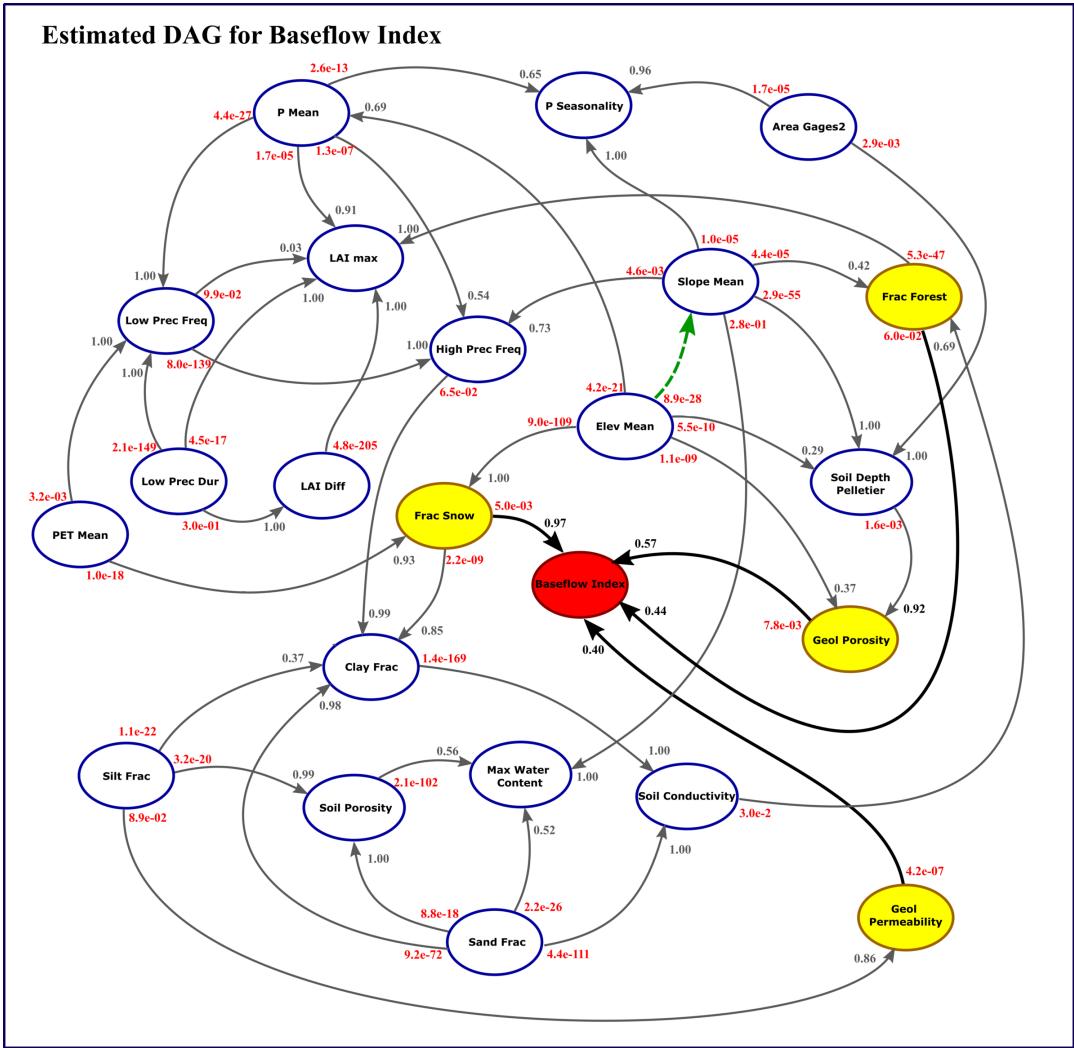 Estimated DAG for Baseflow Index
2.6e-13
0.65
0.96
1.7e-05
P Mean
0.69
P Seasonality
Area Gages2
4.4e-27
1.7e-05
1.3e-07
2.9e-03
1.00
0.91
1.00
1.0e-05
4.4e-05
5.3e-47
0.03
LAI max
1.00
4.6e-03
Slope Mean
0.42
9.9e-02
1.00
1.00
0.54
2.9e-55
Frac Forest
Low Prec Freq
2.8e-01
0.73
6.0e-02
0.69
1.00
1.00
High Prec Freq
8.0e-139
1.00
6.5e-02
4.2e-21
8.9e-28
9.0e-109
Elev Mean
5.5e-10
1.00
2.1e-149
4.5e-17
4.8e-205
1.1e-09
0.29
1.00
Low Prec Dur
LAI Diff
1.00
Soil Depth
Pelletier
3.2e-03
3.0e-01
1.00
Frac Snow
5.0e-03
1.6e-03
PET Mean
0.97
0.93
2.2e-09
0.57
1.0e-18
Baseflow Index
0.37
0.44
0.92
0.99
0.85
7.8e-03
Geol Porosity
0.40
0.37
Clay Frac
1.4e-169
0.98
1.1e-22
3.2e-20
0.56
1.00
Silt Frac
0.99
2.1e-102
Max Water
Content
1.00
8.9e-02
Soil Porosity
Soil Conductivity
3.0e-2
0.52
1.00
1.00
4.2e-07
8.8e-18
2.2e-26
Geol
Permeability
Sand Frac
9.2e-72
4.4e-111
0.86